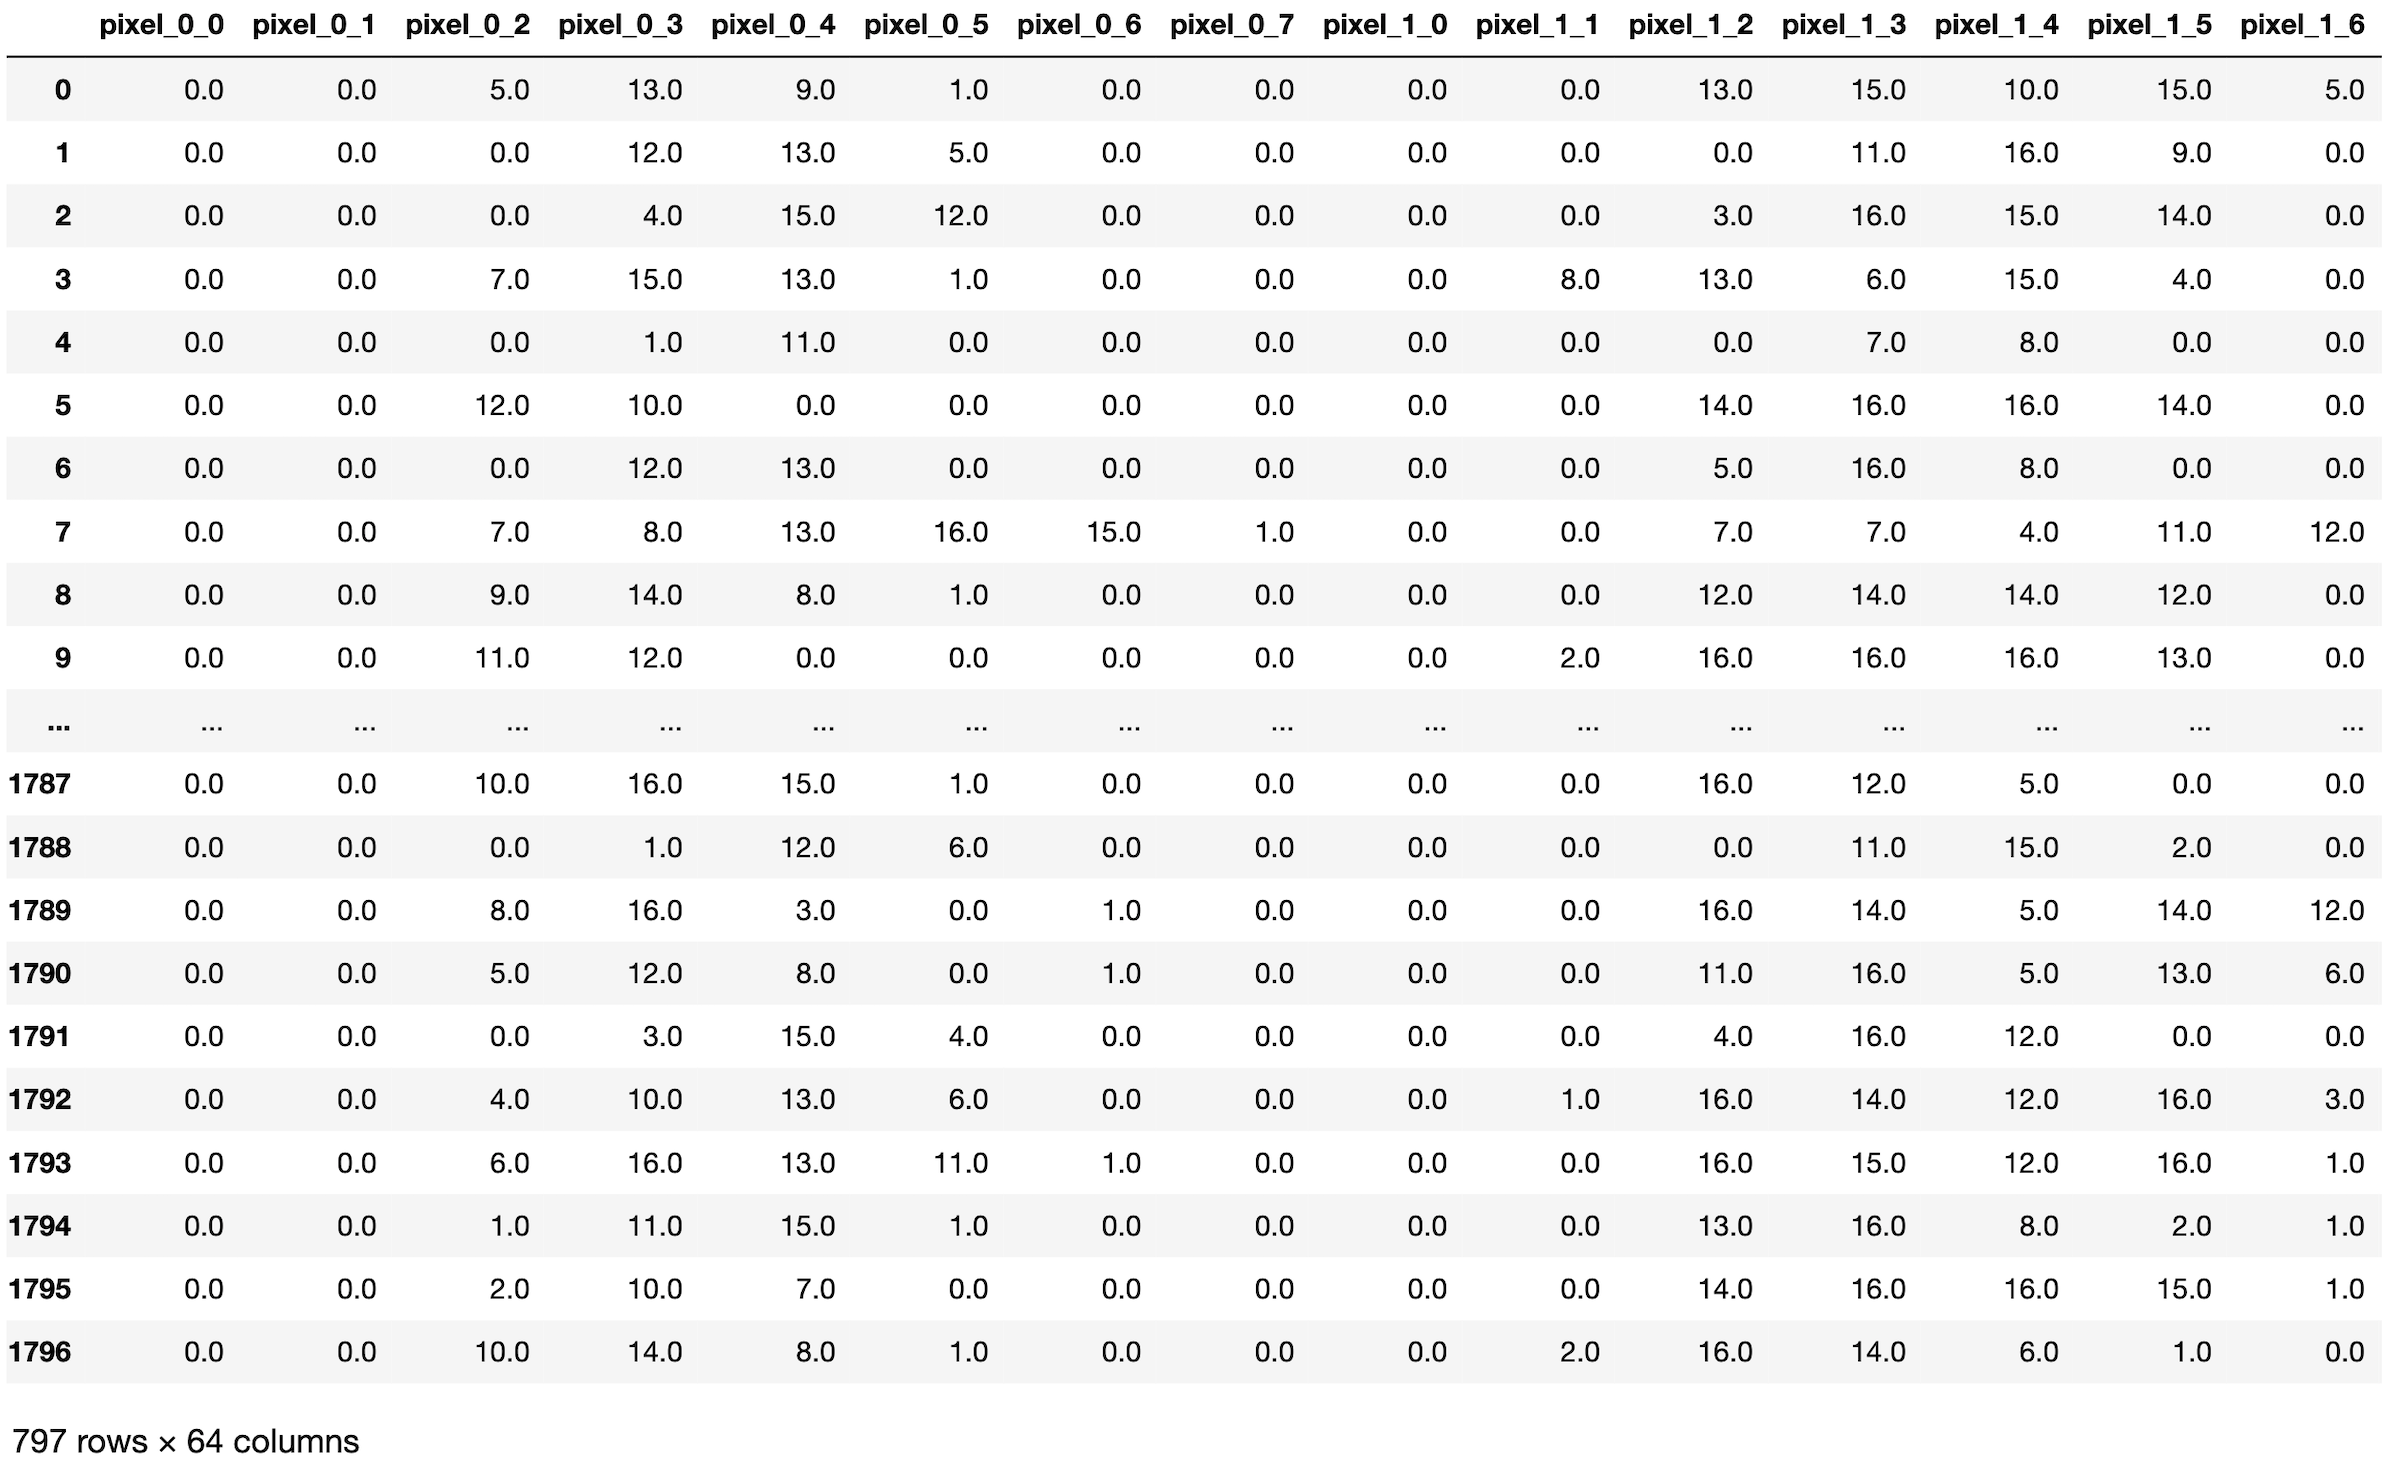 pixel_0_0 pixel_0_1 pixel_0_2 pixel_0_3 pixel_0_4 pixel_0_5 pixel_0_6 pixel_0_7 pixel_1_0 pixel_1_1 pixel_1_2 pixel_1_3 pixel_1_4 pixel_1_5 pixel_1_6
0 0.0 0.0 5.0 13.0 9.0 1.0 0.0 0.0 0.0 0.0 13.0 15.0 10.0 15.0 5.0
1 0.0 0.0 0.0 12.0 13.0 5.0 0.0 0.0 0.0 0.0 0.0 11.0 16.0 9.0 0.0
2 0.0 0.0 0.0 4.0 15.0 12.0 0.0 0.0 0.0 0.0 3.0 16.0 15.0 14.0 0.0
3 0.0 0.0 7.0 15.0 13.0 1.0 0.0 0.0 0.0 8.0 13.0 6.0 15.0 4.0 0.0
4 0.0 0.0 0.0 1.0 11.0 0.0 0.0 0.0 0.0 0.0 0.0 7.0 8.0 0.0 0.0
5 0.0 0.0 12.0 10.0 0.0 0.0 0.0 0.0 0.0 0.0 14.0 16.0 16.0 14.0 0.0
6 0.0 0.0 0.0 12.0 13.0 0.0 0.0 0.0 0.0 0.0 5.0 16.0 8.0 0.0 0.0
7 0.0 0.0 7.0 8.0 13.0 16.0 15.0 1.0 0.0 0.0 7.0 7.0 4.0 11.0 12.0
8 0.0 0.0 9.0 14.0 8.0 1.0 0.0 0.0 0.0 0.0 12.0 14.0 14.0 12.0 0.0
9 0.0 0.0 11.0 12.0 0.0 0.0 0.0 0.0 0.0 2.0 16.0 16.0 16.0 13.0 0.0
... ... ... ... ... ... ... ... ... ... ... ... ... ... ... ...
1787 0.0 0.0 10.0 16.0 15.0 1.0 0.0 0.0 0.0 0.0 16.0 12.0 5.0 0.0 0.0
1788 0.0 0.0 0.0 1.0 12.0 6.0 0.0 0.0 0.0 0.0 0.0 11.0 15.0 2.0 0.0
1789 0.0 0.0 8.0 16.0 3.0 0.0 1.0 0.0 0.0 0.0 16.0 14.0 5.0 14.0 12.0
1790 0.0 0.0 5.0 12.0 8.0 0.0 1.0 0.0 0.0 0.0 11.0 16.0 5.0 13.0 6.0
1791 0.0 0.0 0.0 3.0 15.0 4.0 0.0 0.0 0.0 0.0 4.0 16.0 12.0 0.0 0.0
1792 0.0 0.0 4.0 10.0 13.0 6.0 0.0 0.0 0.0 1.0 16.0 14.0 12.0 16.0 3.0
1793 0.0 0.0 6.0 16.0 13.0 11.0 1.0 0.0 0.0 0.0 16.0 15.0 12.0 16.0 1.0
1794 0.0 0.0 1.0 11.0 15.0 1.0 0.0 0.0 0.0 0.0 13.0 16.0 8.0 2.0 1.0
1795 0.0 0.0 2.0 10.0 7.0 0.0 0.0 0.0 0.0 0.0 14.0 16.0 16.0 15.0 1.0
1796 0.0 0.0 10.0 14.0 8.0 1.0 0.0 0.0 0.0 2.0 16.0 14.0 6.0 1.0 0.0
797 rows × 64 columns